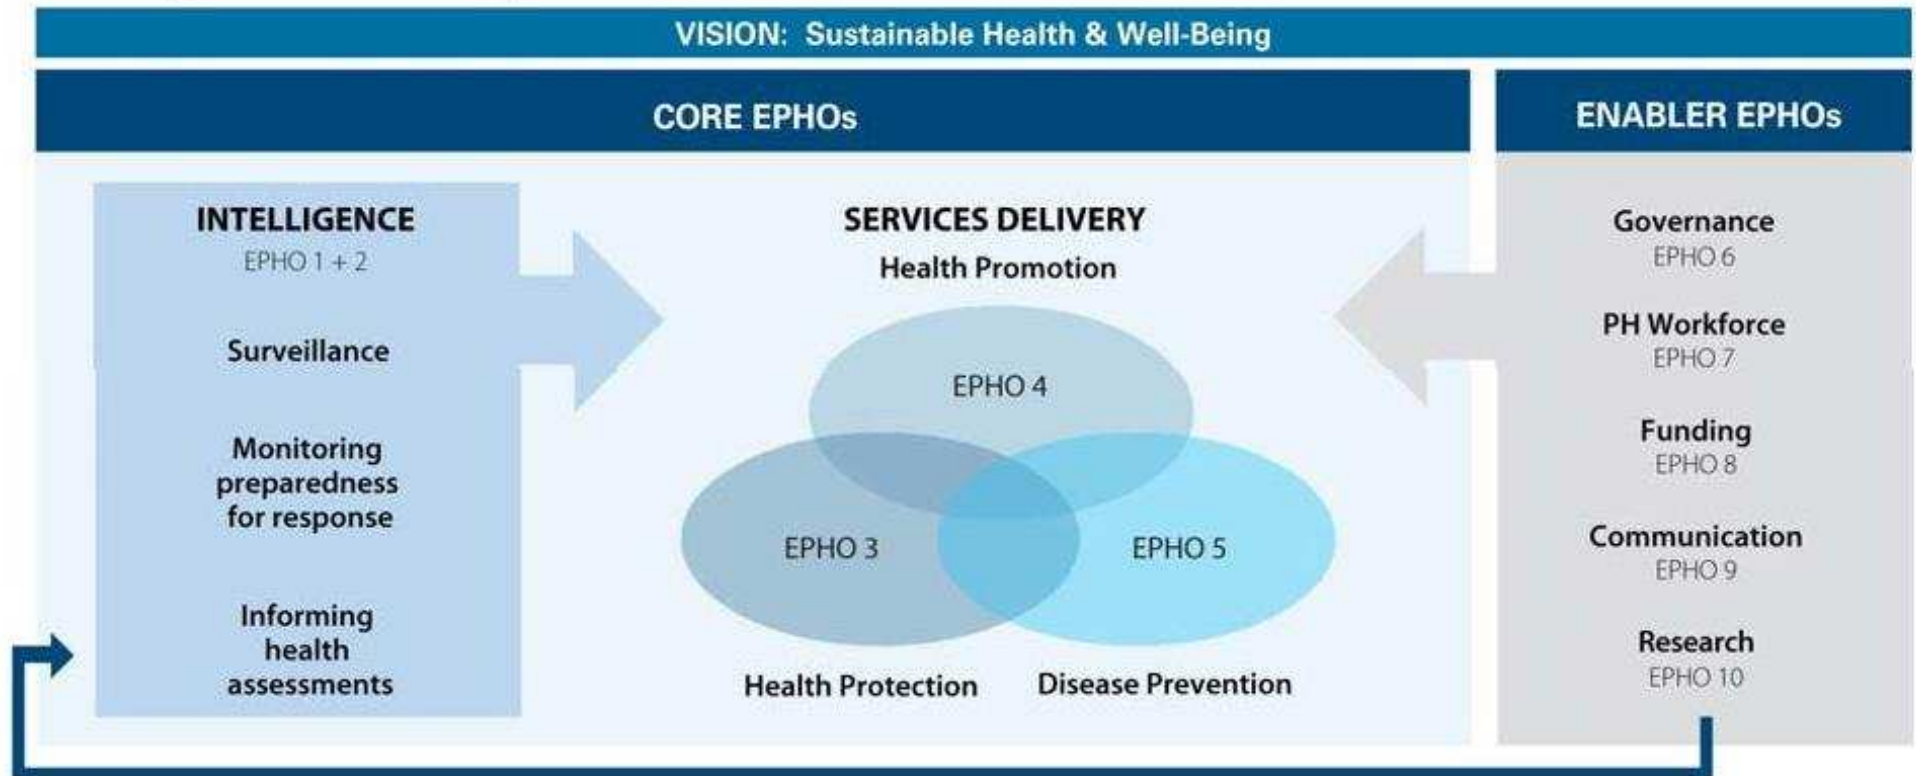 VISION: Sustainable Health & Well-Being
CORE EPHOs
ENABLER EPHOs
INTELLIGENCE
EPHO 1 + 2
Surveillance
Monitoring
preparedness
for response
Informing
health
assessments
SERVICES DELIVERY
Health Promotion
EPHO 4
EPHO 3
EPHO 5
Health Protection
Disease Prevention
Governance
EPHO 6
PH Workforce
EPHO 7
Funding
EPHO 8
Communication
EPHO 9
Research
EPHO 10